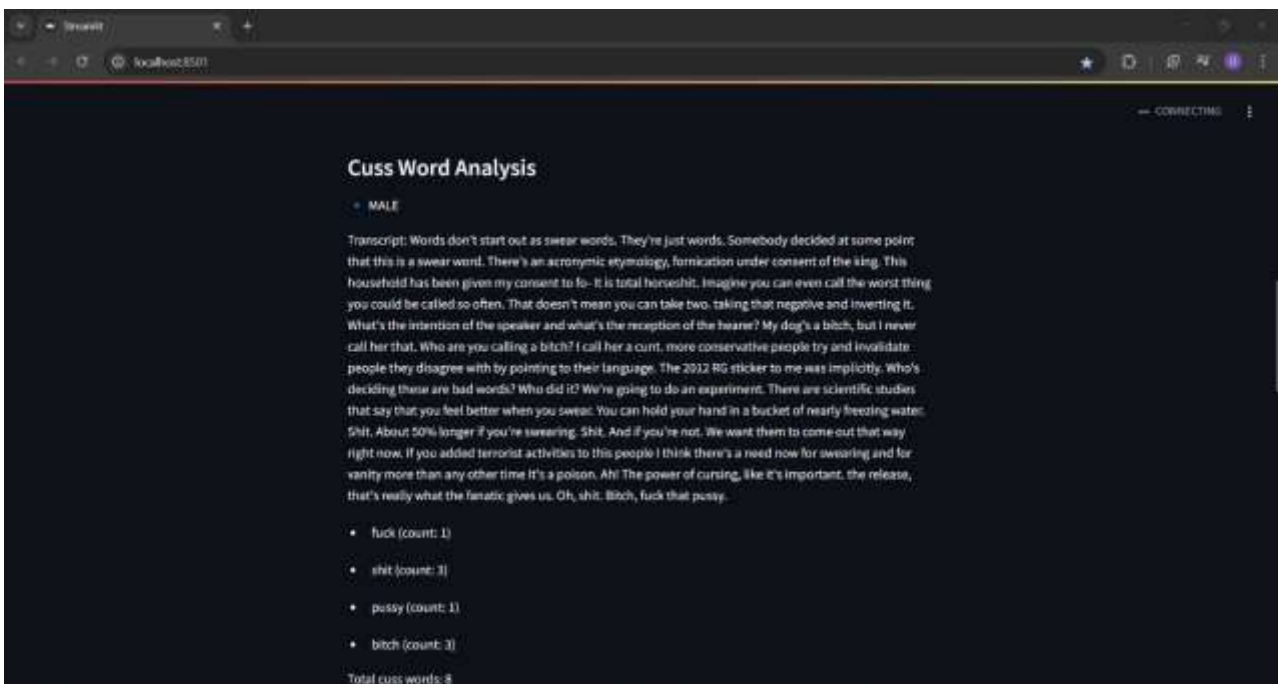 Streamlit
localhost:8501
CONNECTING
Cuss Word Analysis
MALE
Transcript: Words don't start out as swear words. They're just words. Somebody decided at some point
that this is a swear word. There's an acronymic etymology, fornication under consent of the king. This
household has been given my consent to fo- It is total horseshit. Imagine you can even call the worst thing
you could be called so often. That doesn't mean you can take two. taking that negative and inverting it.
What's the intention of the speaker and what's the reception of the hearer? My dog's a bitch, but I never
call her that. Who are you calling a bitch? I call her a cunt. more conservative people try and invalidate
people they disagree with by pointing to their language. The 2012 RG sticker to me was implicitly. Who's
deciding these are bad words? Who did it? We're going to do an experiment. There are scientific studies
that say that you feel better when you swear. You can hold your hand in a bucket of nearly freezing water.
Shit. About 50% longer if you're swearing. Shit. And if you're not. We want them to come out that way
right now. If you added terrorist activities to this people I think there's a need now for swearing and for
vanity more than any other time It's a poison. Ah! The power of cursing, like it's important. the release,
that's really what the fanatic gives us. Oh, shit. Bitch, fuck that pussy.
• fuck (count: 1)
• shit (count: 3)
• pussy (count: 1)
• bitch (count: 3)
Total cuss words: 8